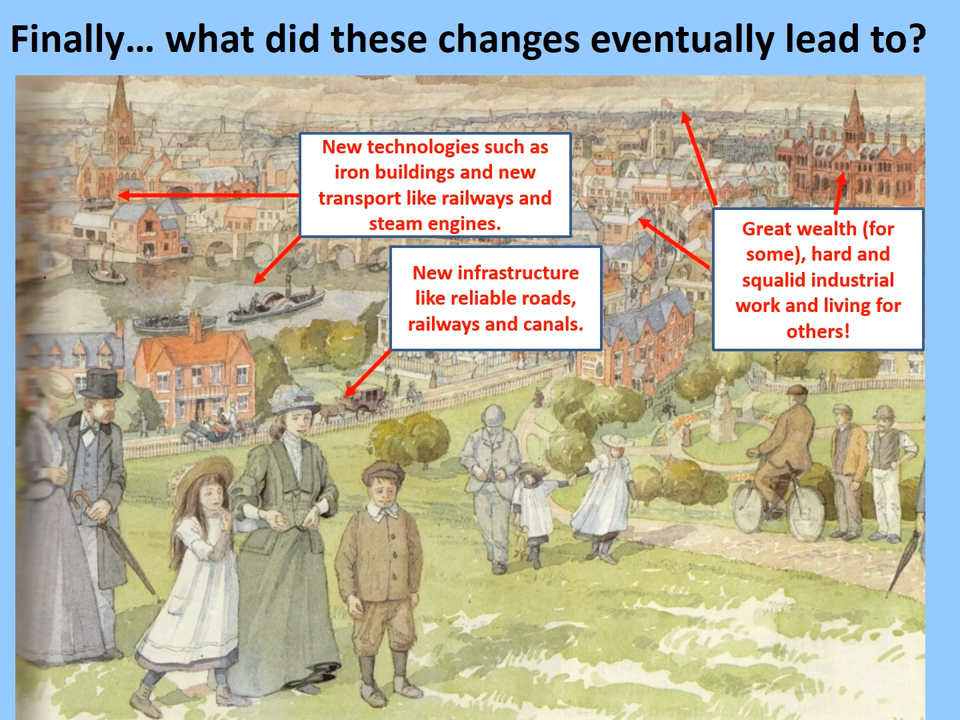 Finally... what did these changes eventually lead to?
New technologies such as
iron buildings and new
transport like railways and
steam engines.
New infrastructure
like reliable roads,
railways and canals.
Great wealth (for
some), hard and
squalid industrial
work and living for
others!